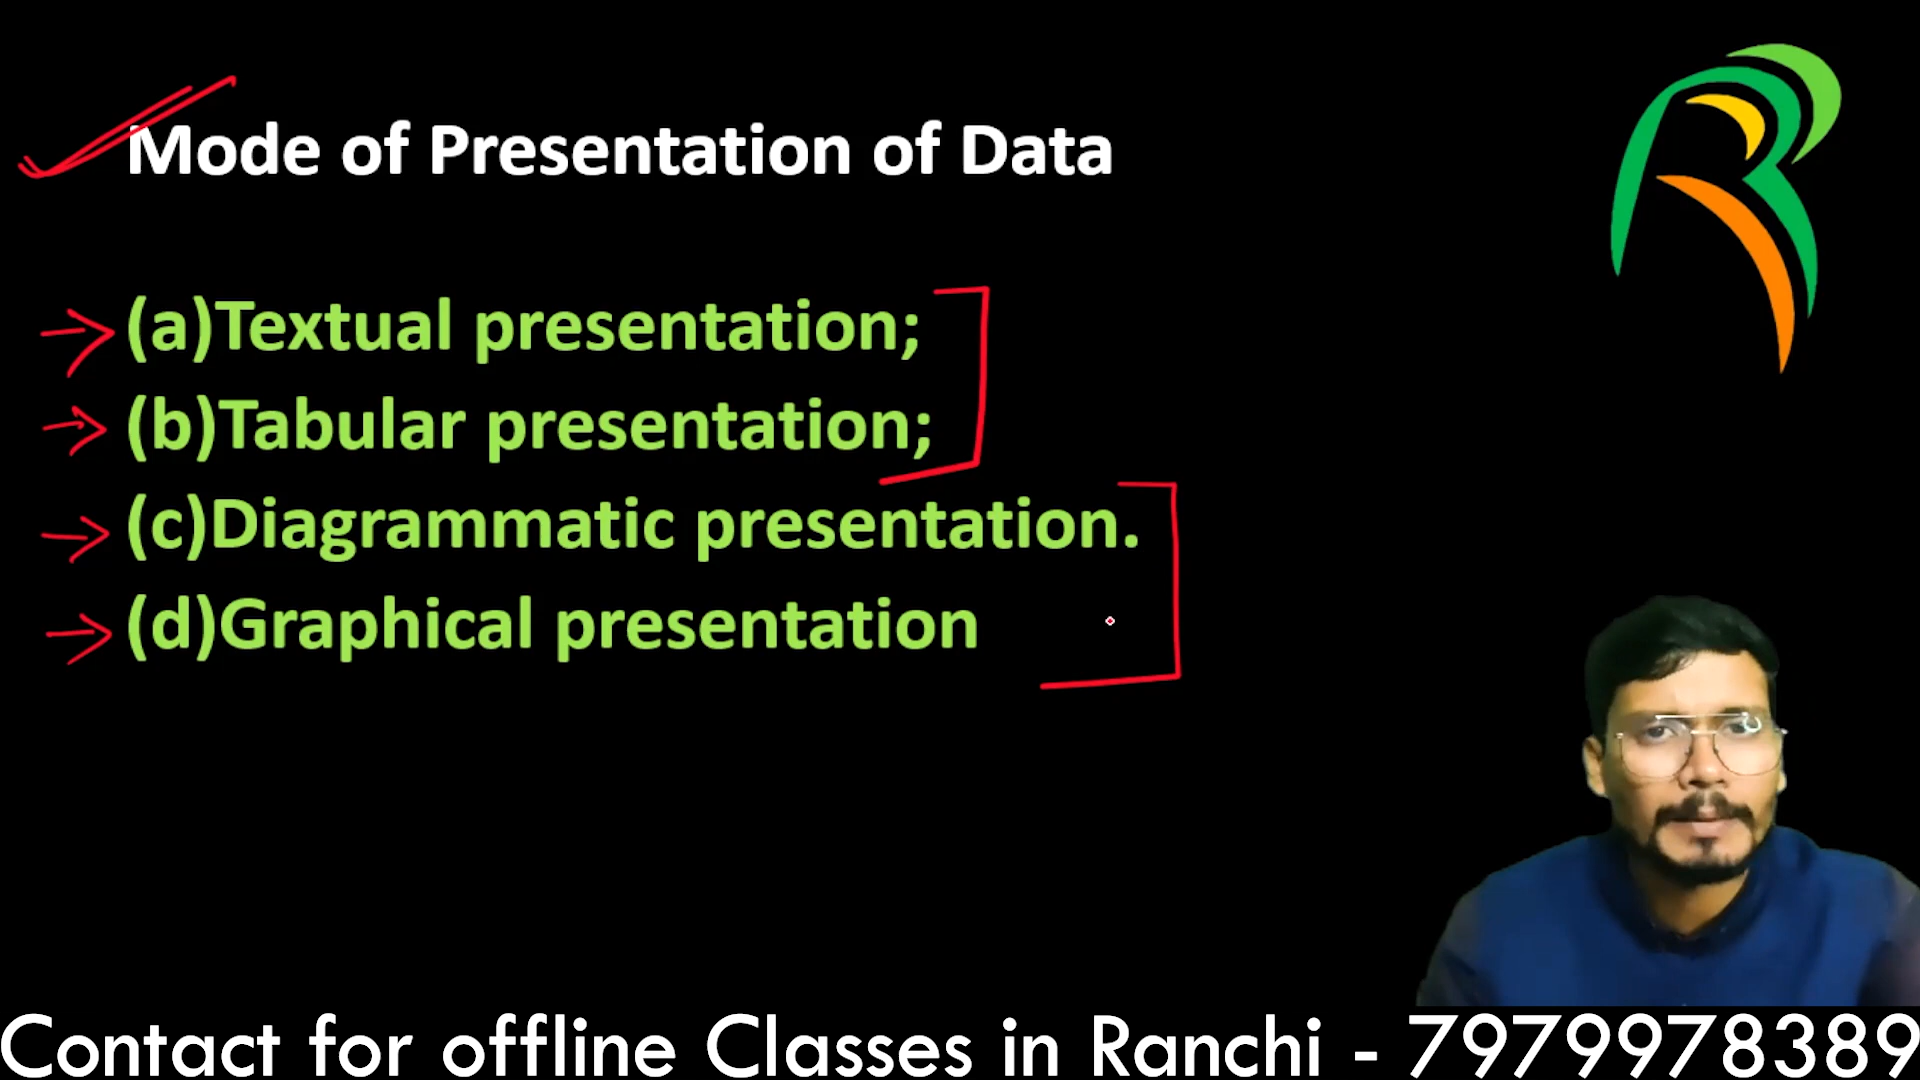 Mode of Presentation of Data
(a)Textual presentation;
(b)Tabular presentation;
(c)Diagrammatic presentation.
(d)Graphical presentation
Contact for offline Classes in Ranchi - 7979978389